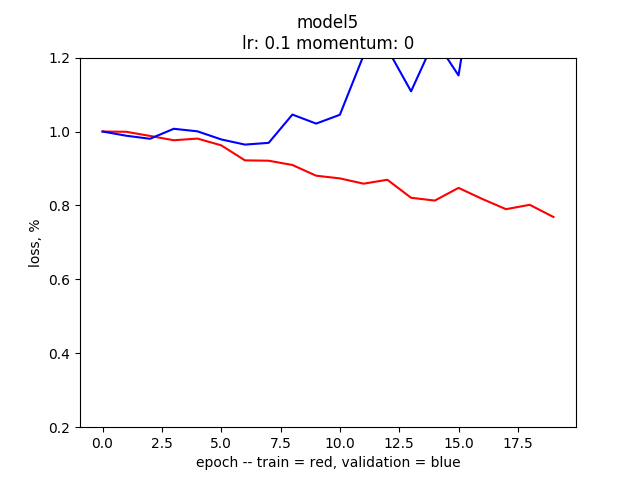 model5
lr: 0.1 momentum: 0
1.2
1.0
0.8
0.6
0.4
0.2
loss, %
0.0 2.5 5.0 7.5 10.0 12.5 15.0 17.5
epoch -- train = red, validation = blue